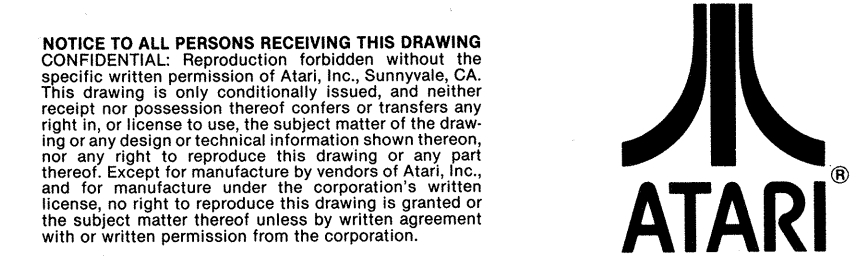 NOTICE TO ALL PERSONS RECEIVING THIS DRAWING
CONFIDENTIAL: Reproduction forbidden without the
specific written permission of Atari, Inc., Sunnyvale, CA.
This drawing is only conditionally issued, and neither
receipt nor possession thereof confers or transfers any
right in, or license to use, the subject matter of the draw-
ing or any design or technical information shown thereon,
nor any right to reproduce this drawing or any part
thereof. Except for manufacture by vendors of Atari, Inc.,
and for manufacture under the corporation's written
license, no right to reproduce this drawing is granted or
the subject matter thereof unless by written agreement
with or written permission from the corporation.
ATARI®